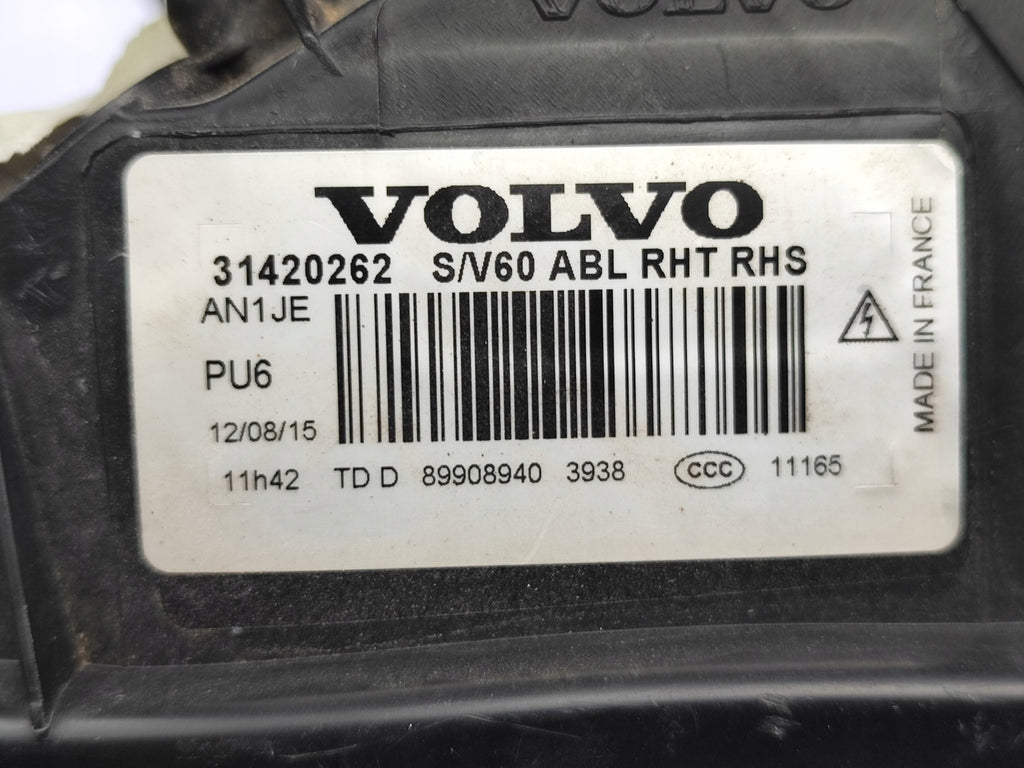 VOLVO
VOLVO
31420262 S/V60 ABL RHT RHS
AN1JE
PU6
12/08/15
11h42 TD D 89908940 3938 CCC 11165
MADE IN FRANCE